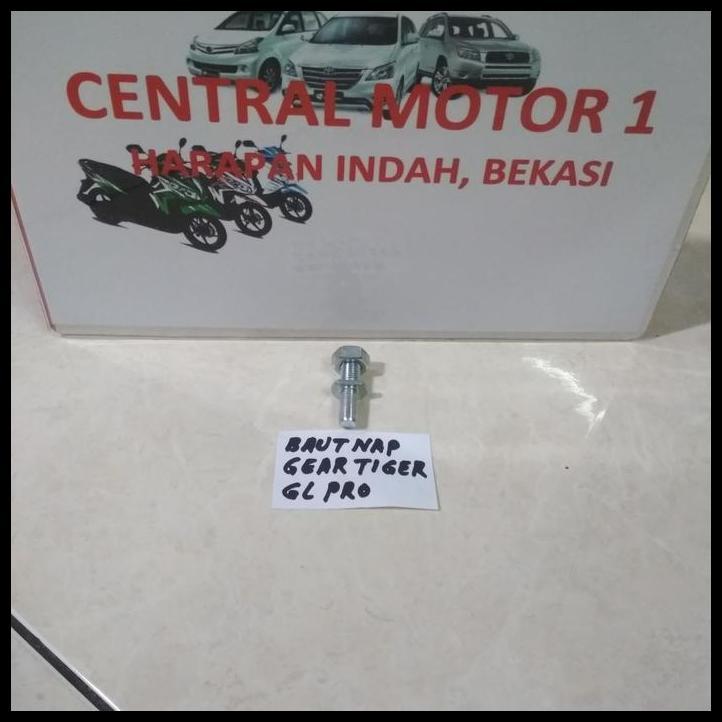 CENTRAL MOTOR 1
HARAPAN INDAH, BEKASI
BAUT NAP
GEAR TIGER
GL PRO